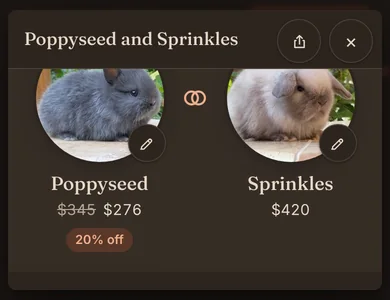 Poppyseed and Sprinkles
Poppyseed
$345 $276
20% off
Sprinkles
$420